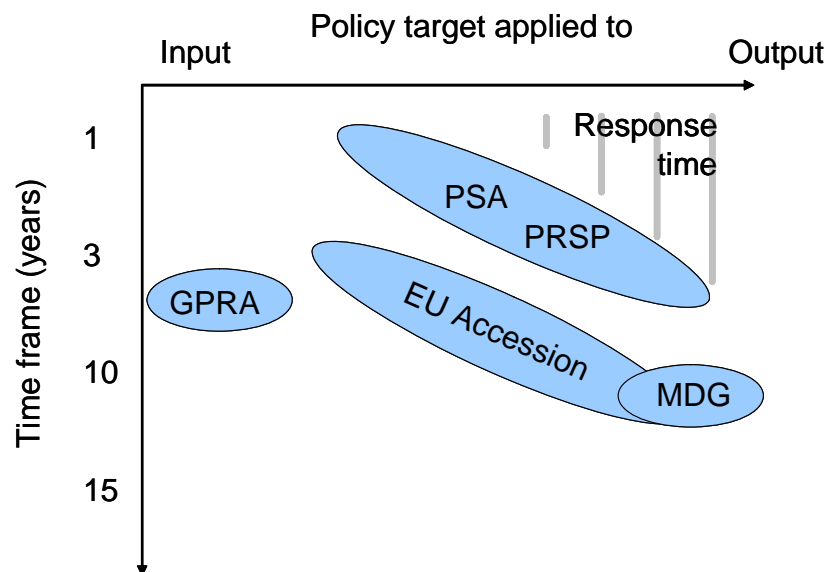 Policy target applied to
Input
Output
1
Response
time
PSA
PRSP
3
GPRA
EU Accession
10
MDG
15
Time frame (years)